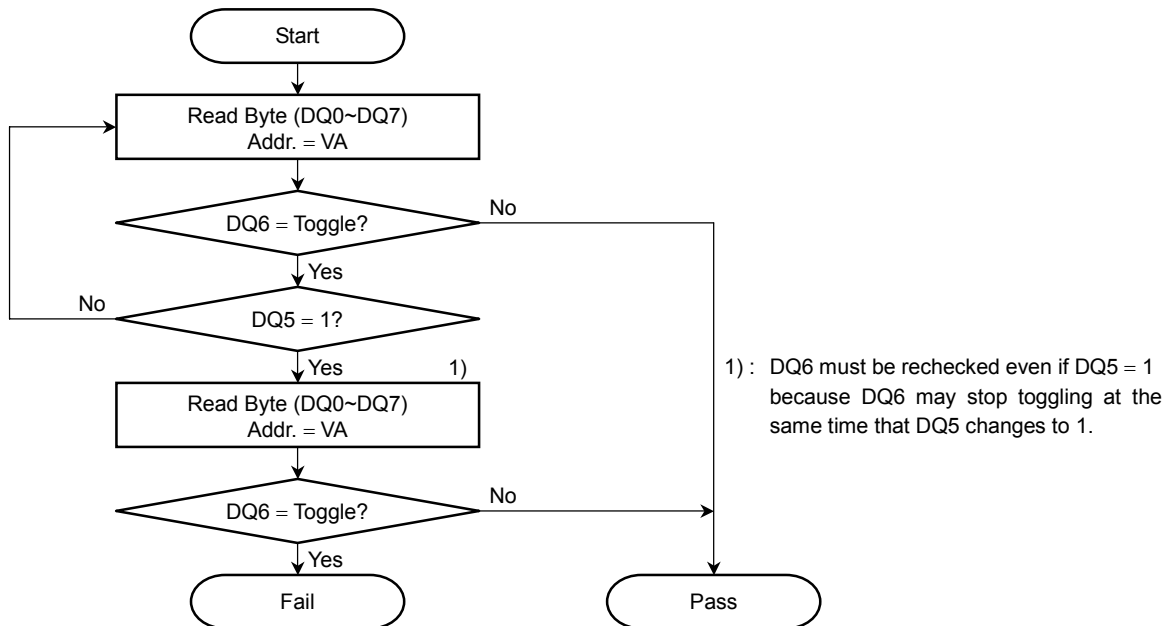 Start
Read Byte (DQ0~DQ7)
Addr. = VA
DQ6 = Toggle?
No
Yes
No
DQ5 = 1?
Yes
1)
Read Byte (DQ0~DQ7)
Addr. = VA
1) : DQ6 must be rechecked even if DQ5 = 1
because DQ6 may stop toggling at the
same time that DQ5 changes to 1.
DQ6 = Toggle?
No
Yes
Fail
Pass